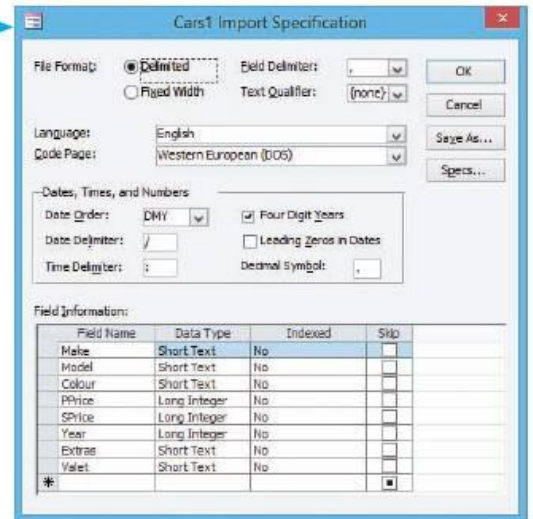 Cars1 Import Specification
File Format: Delimited Field Delimiter: , OK
Fixed Width Text Qualifier: {none} Cancel
Language: English Save As...
Code Page: Western European (DOS) Specs...
Dates, Times, and Numbers
Date Order: DMY Four Digit Years
Date Delimiter: / Leading Zeros in Dates
Time Delimiter: : Decimal Symbol: .
Field Information:
Field Name Data Type Indexed Skip
Make Short Text No
Model Short Text No
Colour Short Text No
PPrice Long Integer No
SPrice Long Integer No
Year Long Integer No
Extras Short Text No
Valet Short Text No